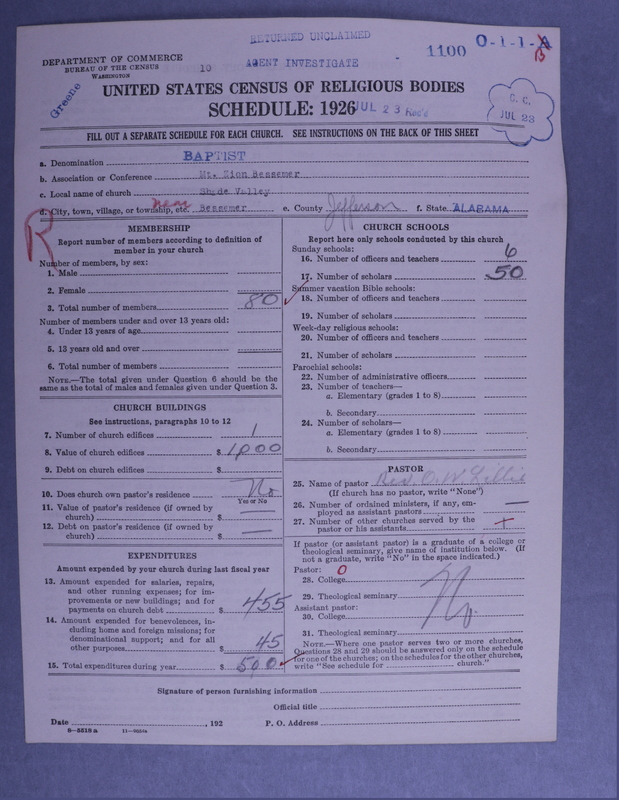 RETURNED UNCLAIMED
1100 O-1-1-A
B
DEPARTMENT OF COMMERCE
BUREAU OF THE CENSUS
WASHINGTON
10 AGENT INVESTIGATE
Greene
UNITED STATES CENSUS OF RELIGIOUS BODIES
SCHEDULE: 1926
JUL 23 Rec'd
C. C.
JUL 23
FILL OUT A SEPARATE SCHEDULE FOR EACH CHURCH. SEE INSTRUCTIONS ON THE BACK OF THIS SHEET
a. Denomination BAPTIST
b. Association or Conference Mt. Zion Bessemer
c. Local name of church Shade Valley
d. City, town, village, or township, etc. near Bessemer e. County Jefferson f. State ALABAMA
R
MEMBERSHIP
Report number of members according to definition of
member in your church
Number of members, by sex:
1. Male
2. Female
3. Total number of members 80
Number of members under and over 13 years old:
4. Under 13 years of age
5. 13 years old and over
6. Total number of members
NOTE.—The total given under Question 6 should be the
same as the total of males and females given under Question 3.
CHURCH BUILDINGS
See instructions, paragraphs 10 to 12
7. Number of church edifices 1
8. Value of church edifices $ 1000
9. Debt on church edifices $
10. Does church own pastor's residence No
Yes or No
11. Value of pastor's residence (if owned by
church) $ —
12. Debt on pastor's residence (if owned by
church) $ —
EXPENDITURES
Amount expended by your church during last fiscal year
13. Amount expended for salaries, repairs,
and other running expenses; for im-
provements or new buildings; and for
payments on church debt $ 455
14. Amount expended for benevolences, in-
cluding home and foreign missions; for
denominational support; and for all
other purposes $ 45
15. Total expenditures during year $ 500
CHURCH SCHOOLS
Report here only schools conducted by this church
Sunday schools:
16. Number of officers and teachers 6
17. Number of scholars 50
Summer vacation Bible schools:
18. Number of officers and teachers
19. Number of scholars
Week-day religious schools:
20. Number of officers and teachers
21. Number of scholars
Parochial schools:
22. Number of administrative officers
23. Number of teachers—
a. Elementary (grades 1 to 8)
b. Secondary
24. Number of scholars—
a. Elementary (grades 1 to 8)
b. Secondary
PASTOR
25. Name of pastor Rev. O. W. Lillie
(If church has no pastor, write "None")
26. Number of ordained ministers, if any, em-
ployed as assistant pastors —
27. Number of other churches served by the
pastor or his assistants +
If pastor (or assistant pastor) is a graduate of a college or
theological seminary, give name of institution below. (If
not a graduate, write "No" in the space indicated.)
Pastor: 0
28. College
29. Theological seminary No
Assistant pastor:
30. College
31. Theological seminary
NOTE.—Where one pastor serves two or more churches,
Questions 28 and 29 should be answered only on the schedule
for one of the churches; on the schedules for the other churches,
write "See schedule for church."
Signature of person furnishing information
Official title
Date , 192 P. O. Address
8—5518 a